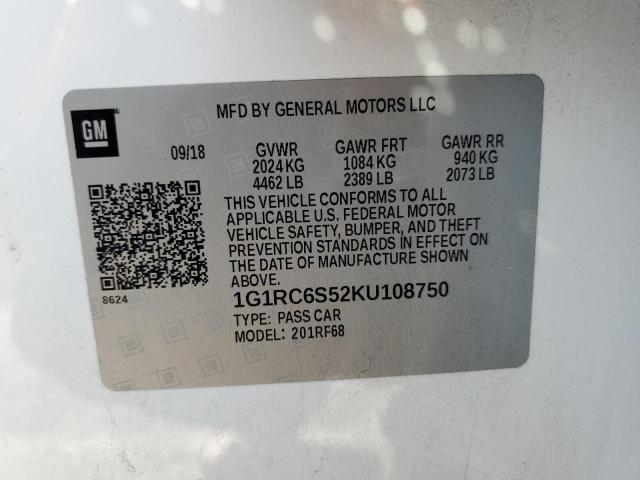 GM
MFD BY GENERAL MOTORS LLC
09/18 GVWR GAWR FRT GAWR RR
2024 KG 1084 KG 940 KG
4462 LB 2389 LB 2073 LB
THIS VEHICLE CONFORMS TO ALL
APPLICABLE U.S. FEDERAL MOTOR
VEHICLE SAFETY, BUMPER, AND THEFT
PREVENTION STANDARDS IN EFFECT ON
THE DATE OF MANUFACTURE SHOWN
ABOVE.
8624
1G1RC6S52KU108750
TYPE: PASS CAR
MODEL: 201RF68